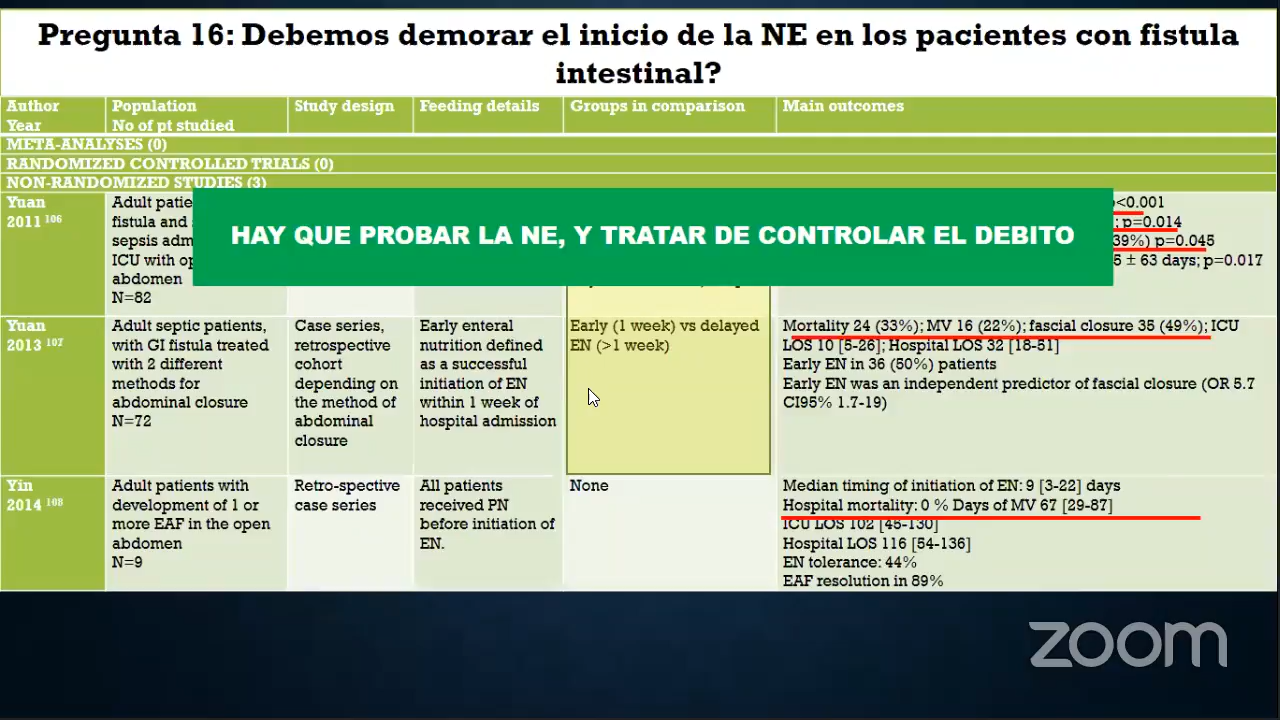 Pregunta 16: Debemos demorar el inicio de la NE en los pacientes con fistula
intestinal?
Author
Year
Population
No of pt studied
Study design
Feeding details
Groups in comparison
Main outcomes
META-ANALYSES (0)
RANDOMIZED CONTROLLED TRIALS (0)
NON-RANDOMIZED STUDIES (3)
Yuan
2011 106
Adult patie
fistula and
sepsis adm
ICU with op
abdomen
N=82
HAY QUE PROBAR LA NE, Y TRATAR DE CONTROLAR EL DEBITO
<0.001
; p=0.014
39%) p=0.045
5 ± 63 days; p=0.017
Yuan
2013 107
Adult septic patients,
with GI fistula treated
with 2 different
methods for
abdominal closure
N=72
Case series,
retrospective
cohort
depending on
the method of
abdominal
closure
Early enteral
nutrition defined
as a successful
initiation of EN
within 1 week of
hospital admission
Early (1 week) vs delayed
EN (>1 week)
Mortality 24 (33%); MV 16 (22%); fascial closure 35 (49%); ICU
LOS 10 [5-26]; Hospital LOS 32 [18-51]
Early EN in 36 (50%) patients
Early EN was an independent predictor of fascial closure (OR 5.7
CI95% 1.7-19)
Yin
2014 108
Adult patients with
development of 1 or
more EAF in the open
abdomen
N=9
Retro-spective
case series
All patients
received PN
before initiation of
EN.
None
Median timing of initiation of EN: 9 [3-22] days
Hospital mortality: 0 % Days of MV 67 [29-87]
ICU LOS 102 [45-130]
Hospital LOS 116 [54-136]
EN tolerance: 44%
EAF resolution in 89%
zoom